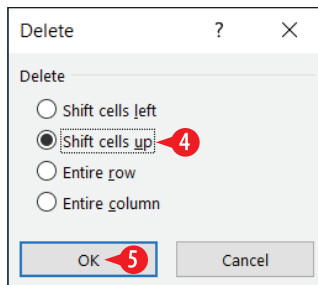 Delete ? ×
Delete
Shift cells left
Shift cells up 4
Entire row
Entire column
OK 5 Cancel